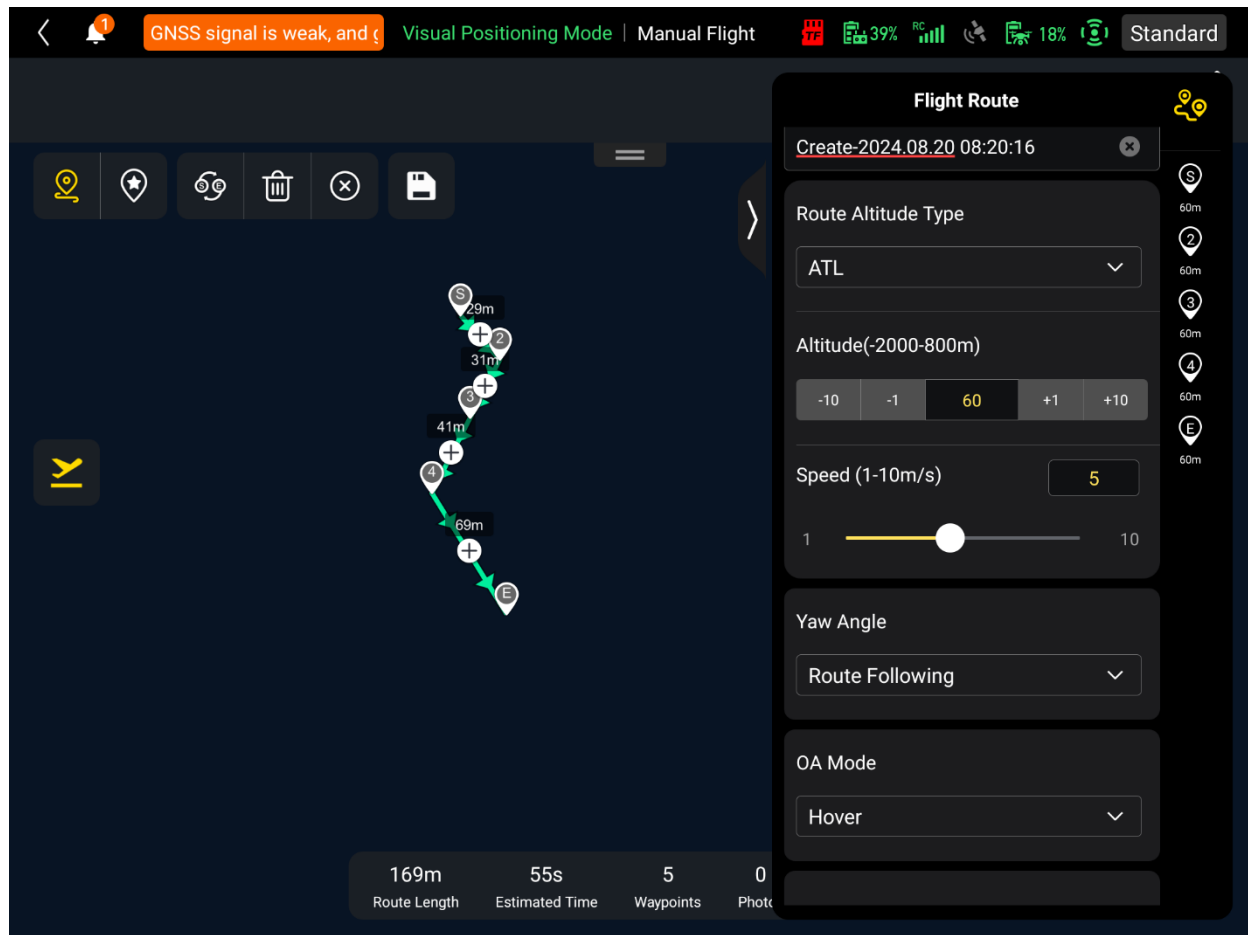 1
GNSS signal is weak, and g
Visual Positioning Mode | Manual Flight
TF
39%
RC
18%
Standard
Flight Route
Create-2024.08.20 08:20:16
Route Altitude Type
ATL
Altitude(-2000-800m)
-10 -1 60 +1 +10
Speed (1-10m/s) 5
1 10
Yaw Angle
Route Following
OA Mode
Hover
S
60m
2
60m
3
60m
4
60m
E
60m
S E
S
29m
2
31m
3
41m
4
69m
E
169m 55s 5 0
Route Length Estimated Time Waypoints Photo